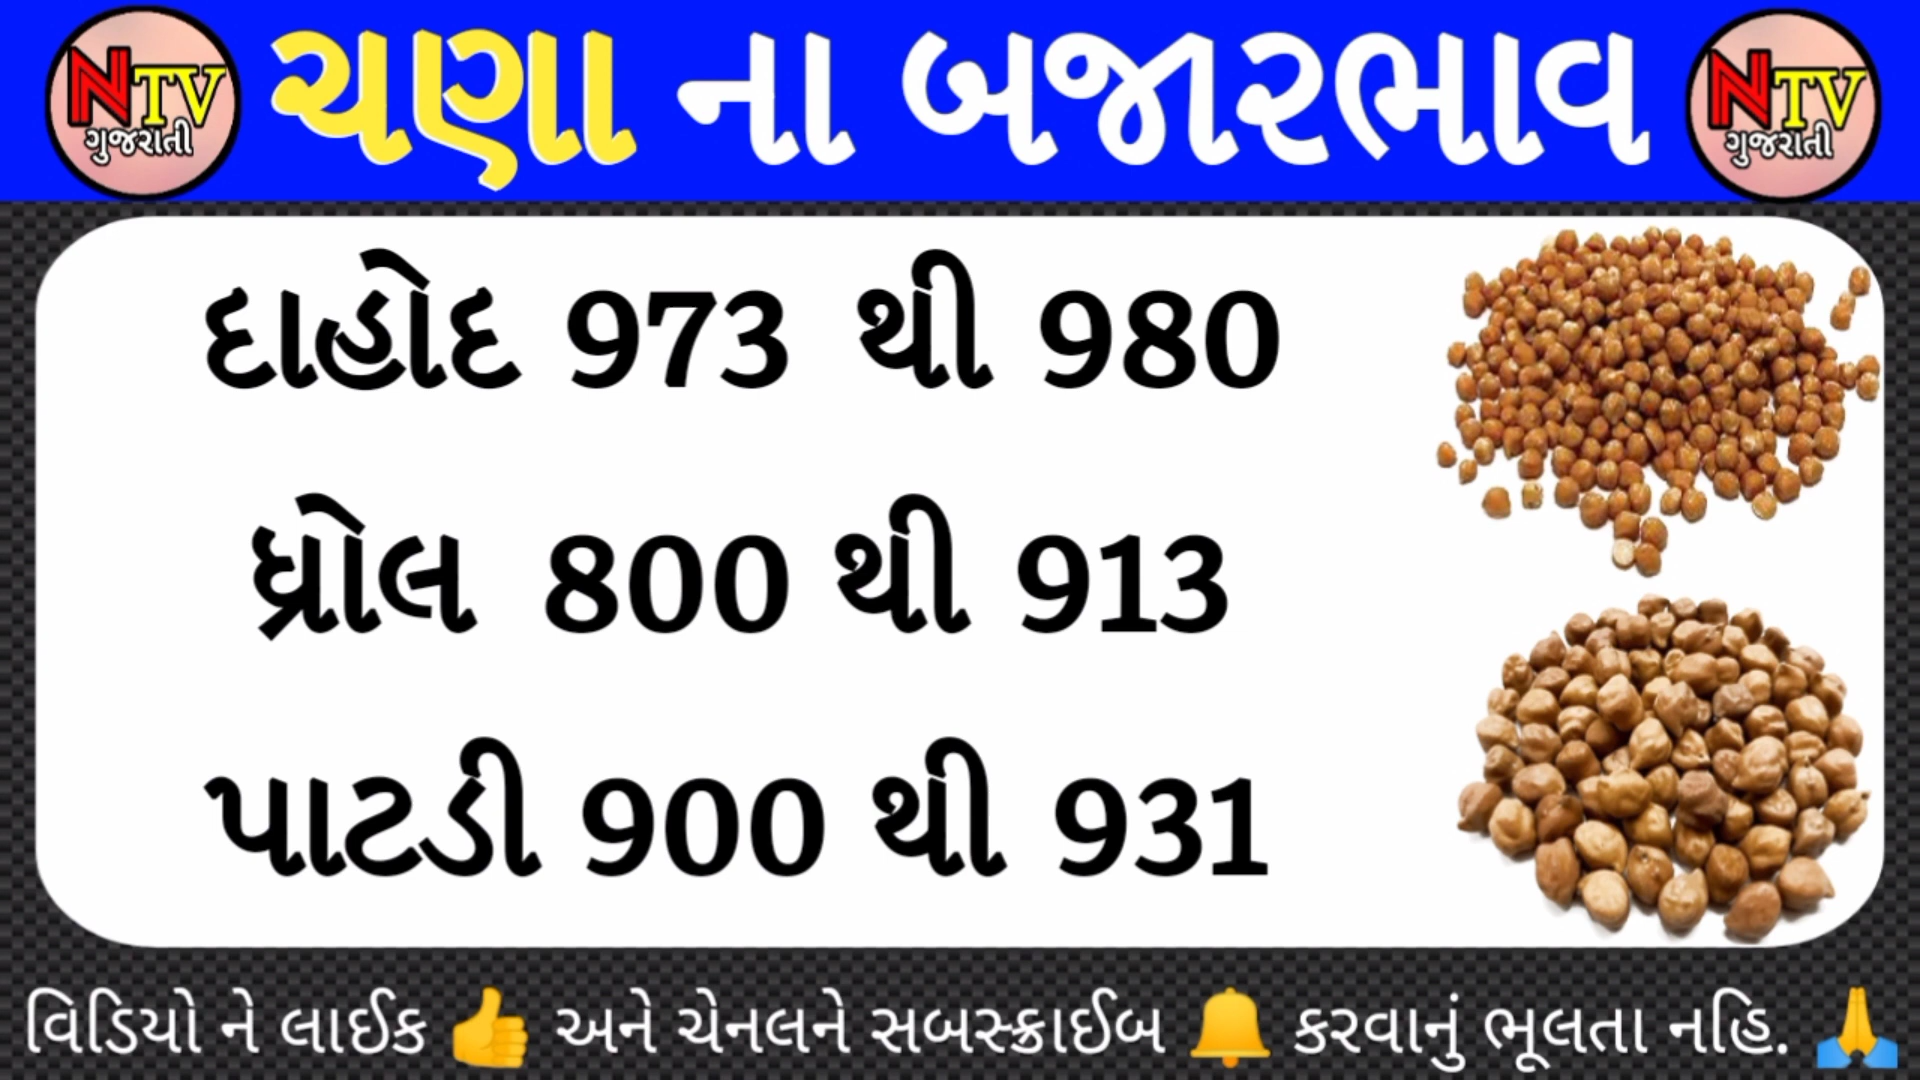 NTV
ગુજરાતી
ચણા ના બજારભાવ
NTV
ગુજરાતી
દાહોદ 973 થી 980
ધ્રોલ 800 થી 913
પાટડી 900 થી 931
વિડિયો ને લાઈક 👍 અને ચેનલને સબસ્ક્રાઈબ 🔔 કરવાનું ભૂલતા નહિ. 🙏